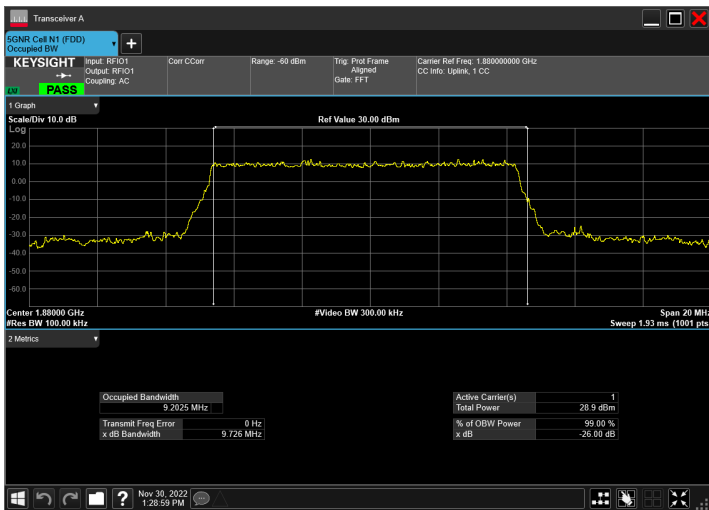 Transceiver A
5GNR Cell N1 (FDD)
Occupied BW
KEYSIGHT
LXI
PASS
Input: RFIO1
Output: RFIO1
Coupling: AC
Corr CCorr
Range: -60 dBm
Trig: Prot Frame
Aligned
Gate: FFT
Carrier Ref Freq: 1.880000000 GHz
CC Info: Uplink, 1 CC
1 Graph
Scale/Div 10.0 dB
Ref Value 30.00 dBm
Log
20.0
10.0
0.00
-10.0
-20.0
-30.0
-40.0
-50.0
-60.0
Center 1.88000 GHz
#Video BW 300.00 kHz
Span 20 MHz
#Res BW 100.00 kHz
Sweep 1.93 ms (1001 pts
2 Metrics
Occupied Bandwidth
9.2025 MHz
Transmit Freq Error 0 Hz
x dB Bandwidth 9.726 MHz
Active Carrier(s) 1
Total Power 28.9 dBm
% of OBW Power 99.00 %
x dB -26.00 dB
Nov 30, 2022
1:28:59 PM